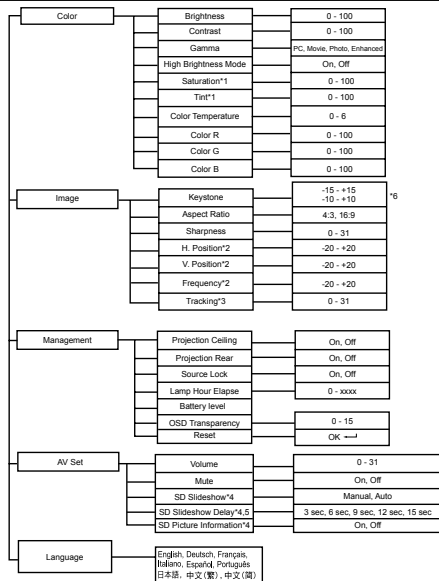 Color
Brightness 0 - 100
Contrast 0 - 100
Gamma PC, Movie, Photo, Enhanced
High Brightness Mode On, Off
Saturation*1 0 - 100
Tint*1 0 - 100
Color Temperature 0 - 6
Color R 0 - 100
Color G 0 - 100
Color B 0 - 100
Image
Keystone -15 - +15
-10 - +10 *6
Aspect Ratio 4:3, 16:9
Sharpness 0 - 31
H. Position*2 -20 - +20
V. Position*2 -20 - +20
Frequency*2 -20 - +20
Tracking*3 0 - 31
Management
Projection Ceiling On, Off
Projection Rear On, Off
Source Lock On, Off
Lamp Hour Elapse 0 - xxxx
Battery level
OSD Transparency 0 - 15
Reset OK ↵
AV Set
Volume 0 - 31
Mute On, Off
SD Slideshow*4 Manual, Auto
SD Slideshow Delay*4,5 3 sec, 6 sec, 9 sec, 12 sec, 15 sec
SD Picture Information*4 On, Off
Language
English, Deutsch, Français,
Italiano, Español, Português
日本語, 中文(繁), 中文(简)